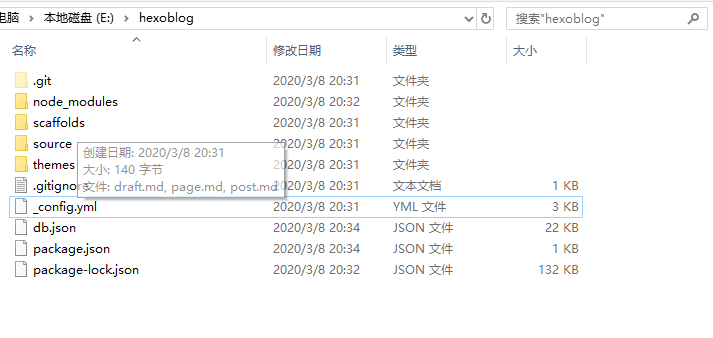 电脑 › 本地磁盘 (E:) › hexoblog 搜索"hexoblog"
名称 修改日期 类型 大小
.git 2020/3/8 20:31 文件夹
node_modules 2020/3/8 20:32 文件夹
scaffolds 2020/3/8 20:31 文件夹
source 2020/3/8 20:31 文件夹
创建日期: 2020/3/8 20:31
themes 2020/3/8 20:31 文件夹
大小: 140 字节
.gitignore 2020/3/8 20:31 文本文档 1 KB
文件: draft.md, page.md, post.md
_config.yml 2020/3/8 20:31 YML 文件 3 KB
db.json 2020/3/8 20:34 JSON 文件 22 KB
package.json 2020/3/8 20:34 JSON 文件 1 KB
package-lock.json 2020/3/8 20:32 JSON 文件 132 KB